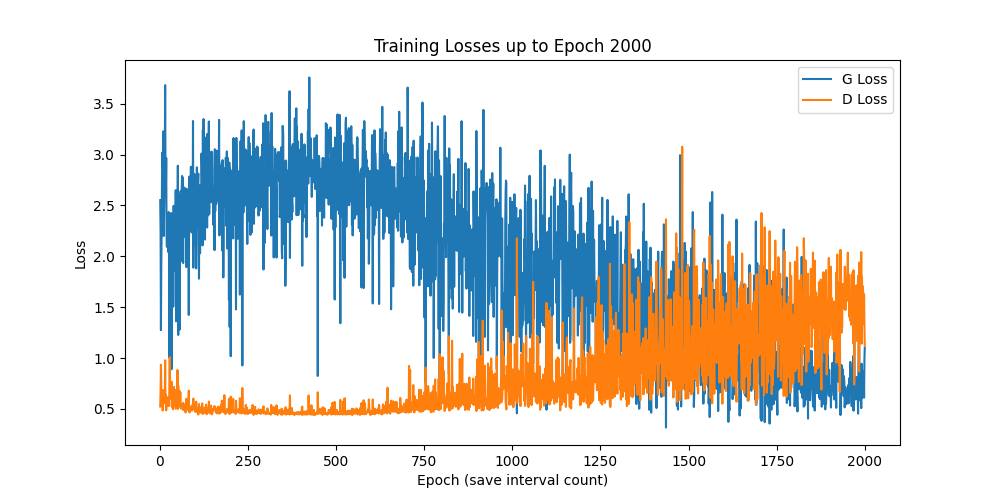 Training Losses up to Epoch 2000
G Loss
D Loss
Loss
3.5
3.0
2.5
2.0
1.5
1.0
0.5
0 250 500 750 1000 1250 1500 1750 2000
Epoch (save interval count)